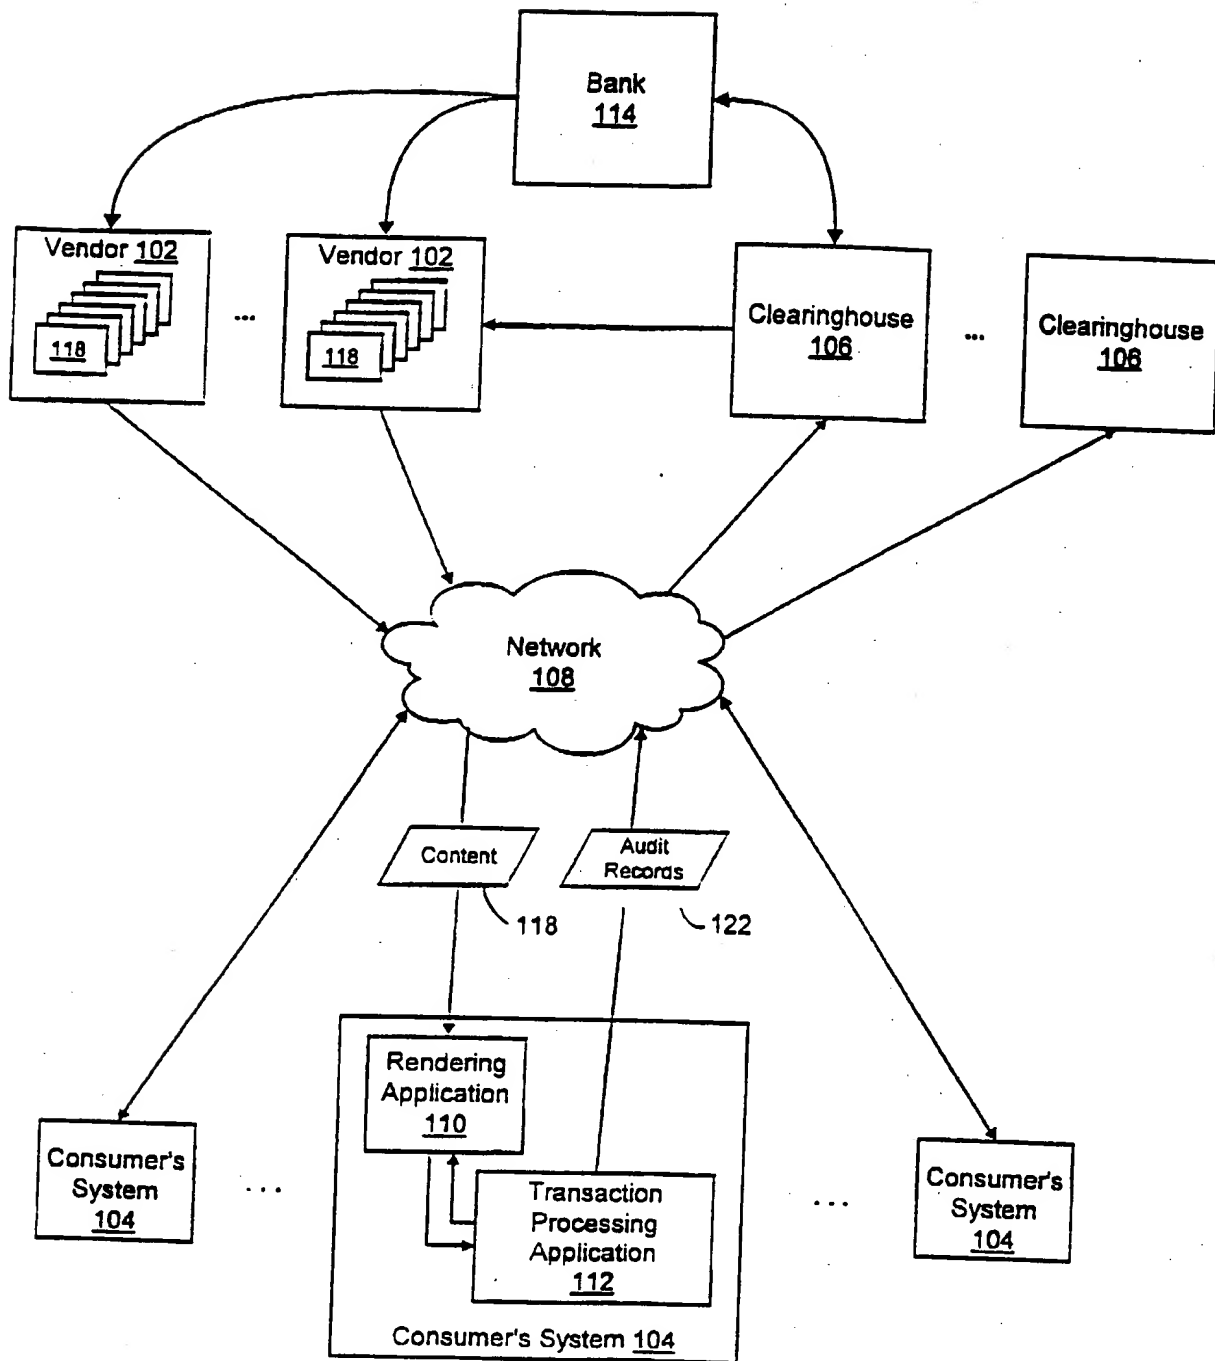 Bank
114
Vendor 102
118
...
Vendor 102
118
Clearinghouse
106
...
Clearinghouse
106
Network
108
Content
118
Audit
Records
122
Rendering
Application
110
Transaction
Processing
Application
112
Consumer's System 104
Consumer's
System
104
...
...
Consumer's
System
104